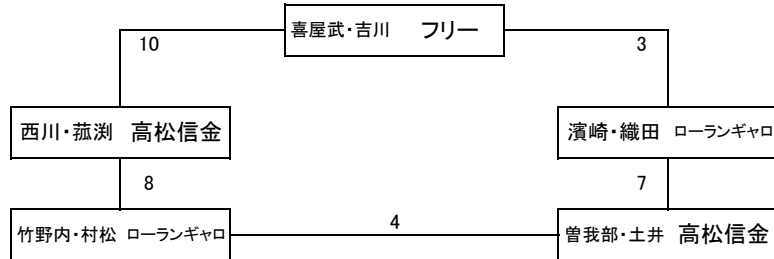 喜屋武・吉川 フリー
10
3
西川・菰渕 高松信金
濱崎・織田 ローランギャロ
8
7
竹野内・村松 ローランギャロ
4
曽我部・土井 高松信金